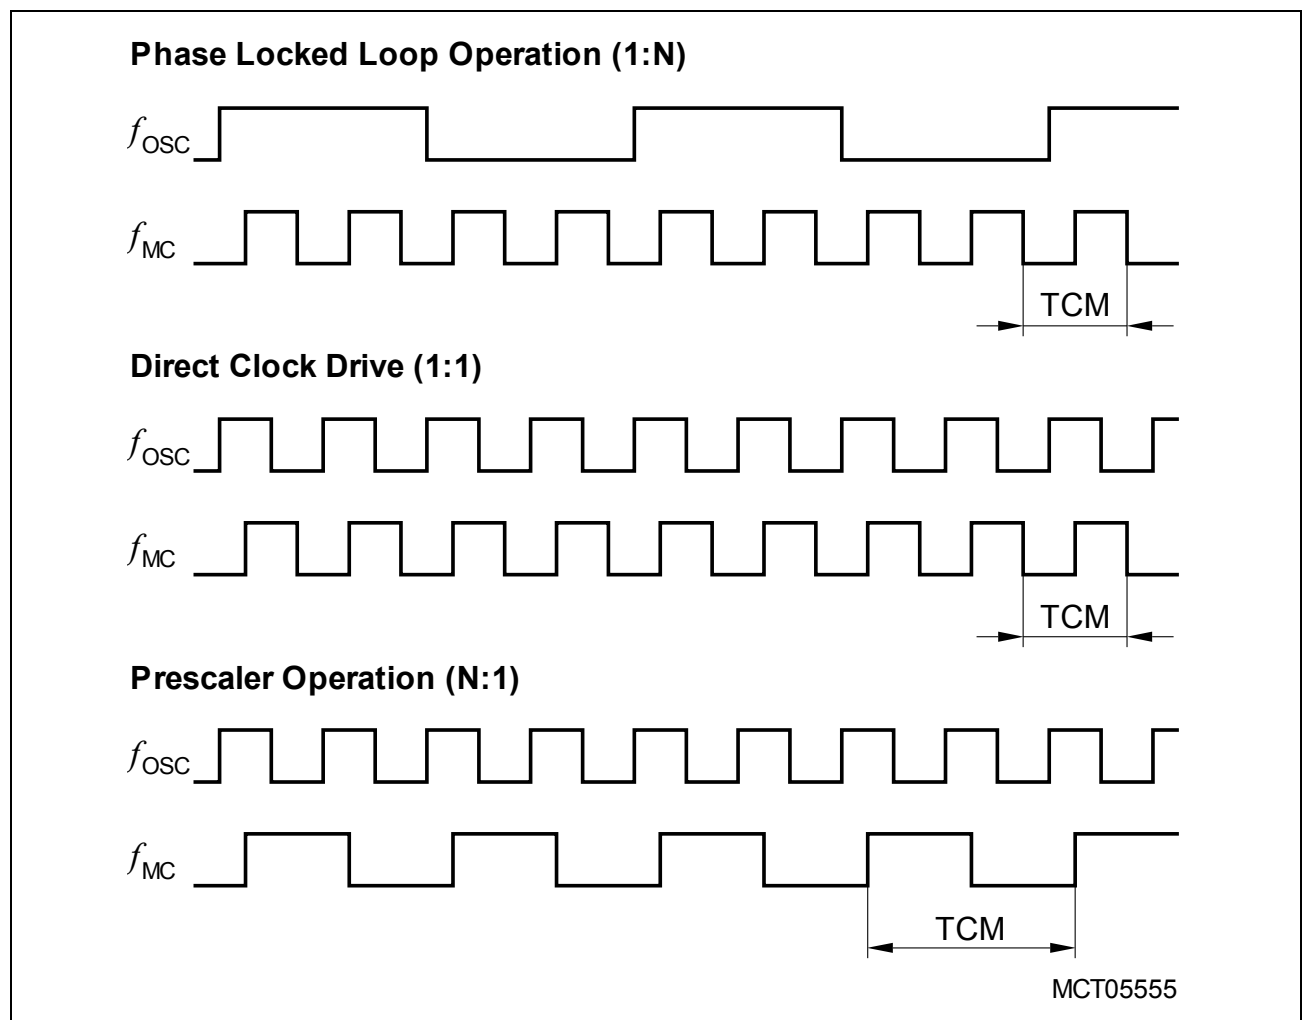 Phase Locked Loop Operation (1:N)
fOSC
fMC
TCM
Direct Clock Drive (1:1)
fOSC
fMC
TCM
Prescaler Operation (N:1)
fOSC
fMC
TCM
MCT05555